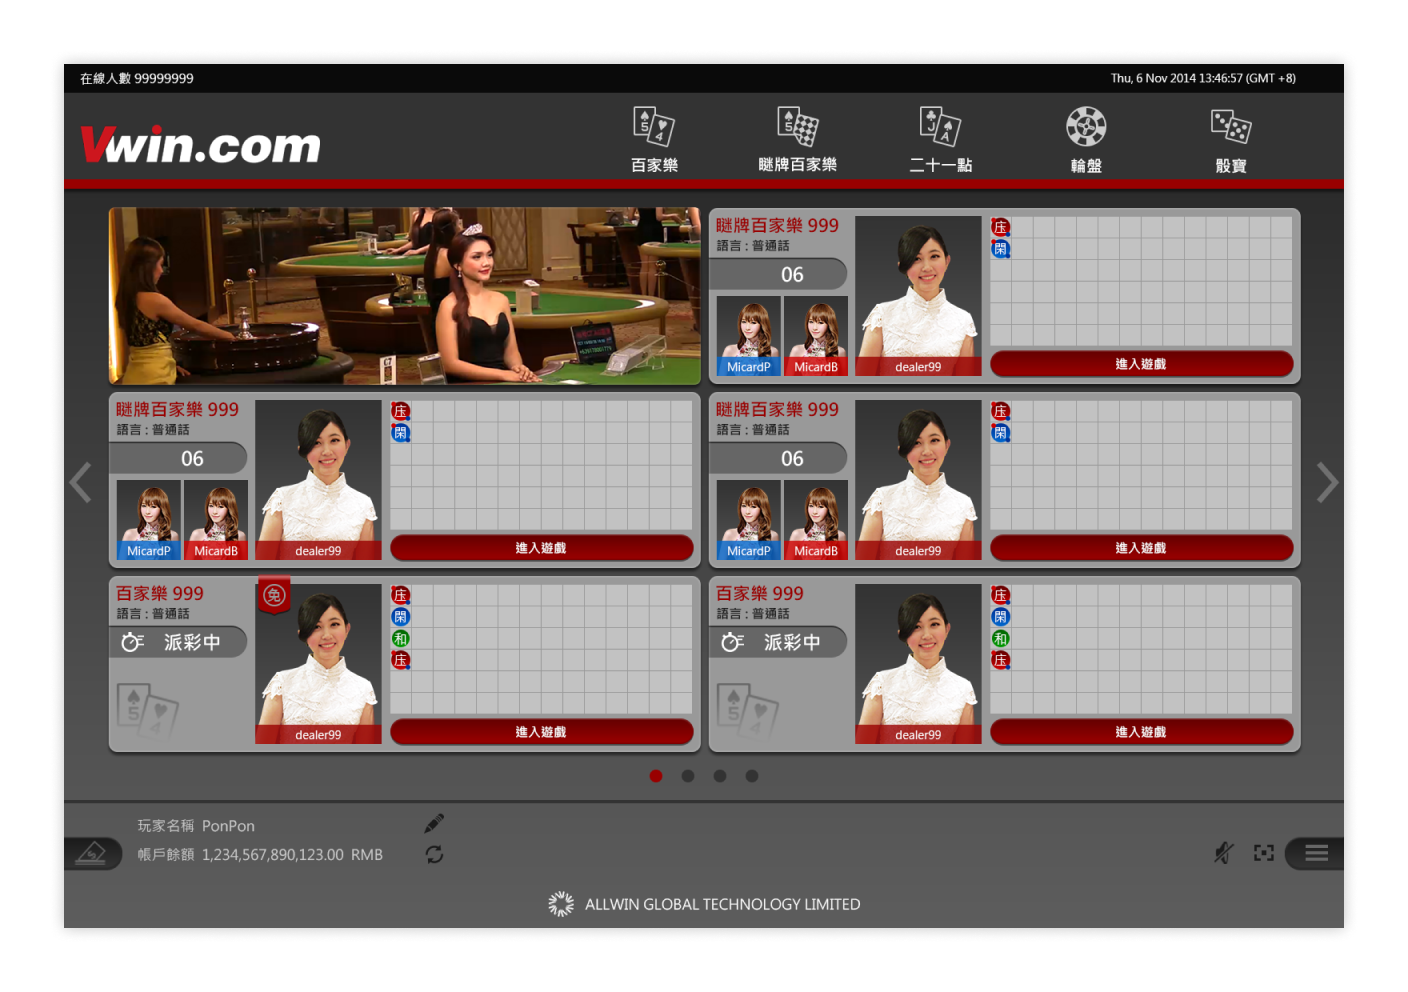 在線人數 99999999
Thu, 6 Nov 2014 13:46:57 (GMT +8)
Vwin.com
百家樂
瞇牌百家樂
二十一點
輪盤
骰寶
瞇牌百家樂 999
語言 : 普通話
06
MicardP
MicardB
dealer99
庄
閑
進入遊戲
瞇牌百家樂 999
語言 : 普通話
06
MicardP
MicardB
dealer99
庄
閑
進入遊戲
瞇牌百家樂 999
語言 : 普通話
06
MicardP
MicardB
dealer99
庄
閑
進入遊戲
百家樂 999
語言 : 普通話
派彩中
免
5
4
dealer99
庄
閑
和
庄
進入遊戲
百家樂 999
語言 : 普通話
派彩中
5
4
dealer99
庄
閑
和
庄
進入遊戲
玩家名稱 PonPon
帳戶餘額 1,234,567,890,123.00 RMB
ALLWIN GLOBAL TECHNOLOGY LIMITED